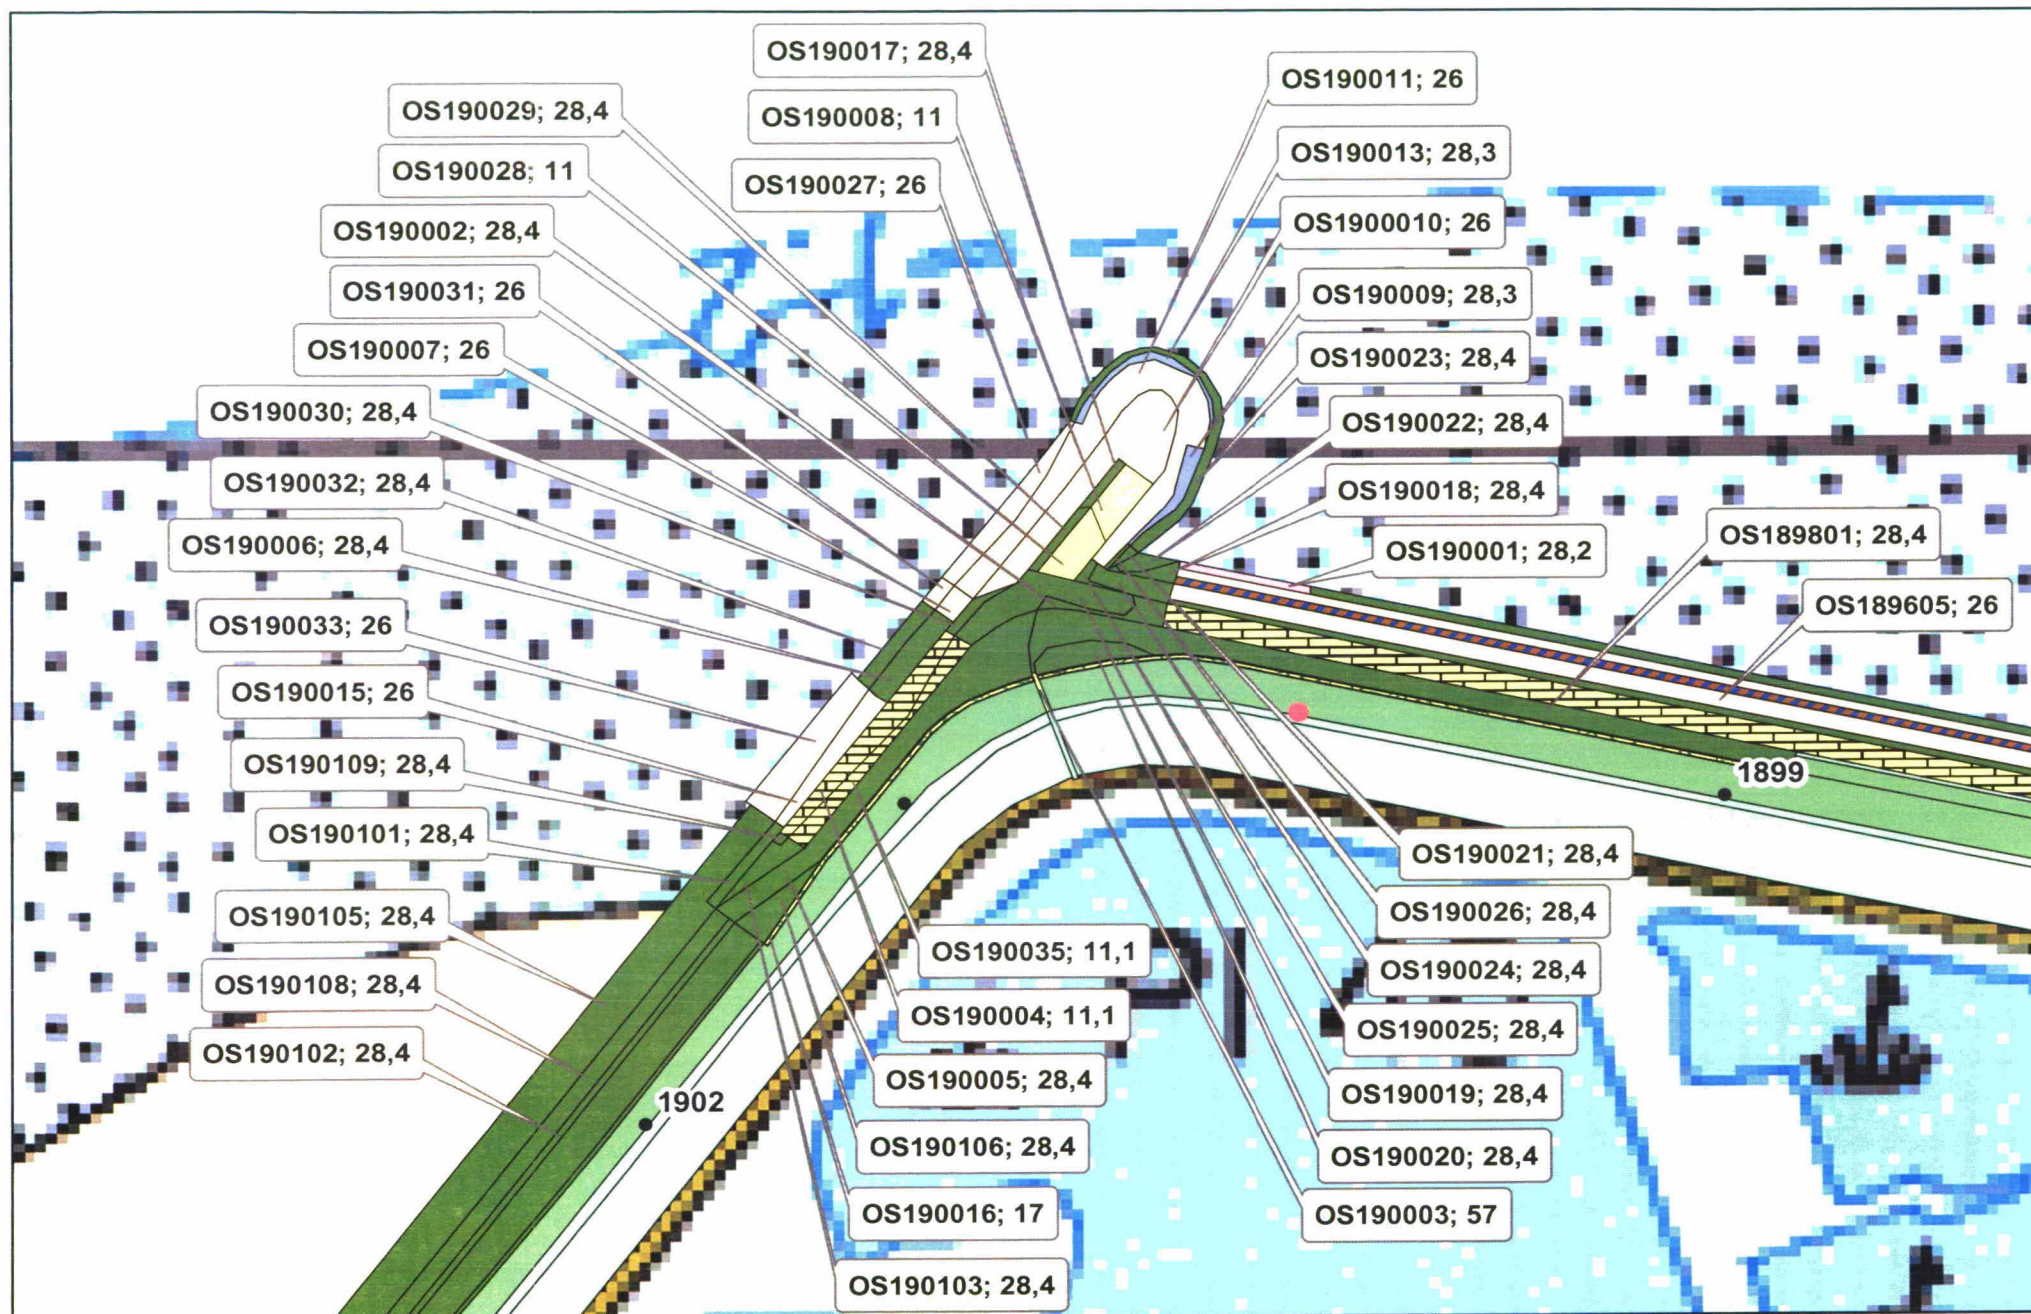 OS190017; 28,4
OS190011; 26
OS190029; 28,4
OS190008; 11
OS190013; 28,3
OS190028; 11
OS190027; 26
OS1900010; 26
OS190002; 28,4
OS190031; 26
OS190009; 28,3
OS190007; 26
OS190023; 28,4
OS190030; 28,4
OS190022; 28,4
OS190032; 28,4
OS190018; 28,4
OS190006; 28,4
OS190001; 28,2
OS189801; 28,4
OS190033; 26
OS189605; 26
OS190015; 26
OS190109; 28,4
1899
OS190101; 28,4
OS190021; 28,4
OS190105; 28,4
OS190026; 28,4
OS190035; 11,1
OS190108; 28,4
OS190024; 28,4
OS190004; 11,1
OS190102; 28,4
OS190025; 28,4
OS190005; 28,4
1902
OS190019; 28,4
OS190106; 28,4
OS190020; 28,4
OS190016; 17
OS190003; 57
OS190103; 28,4